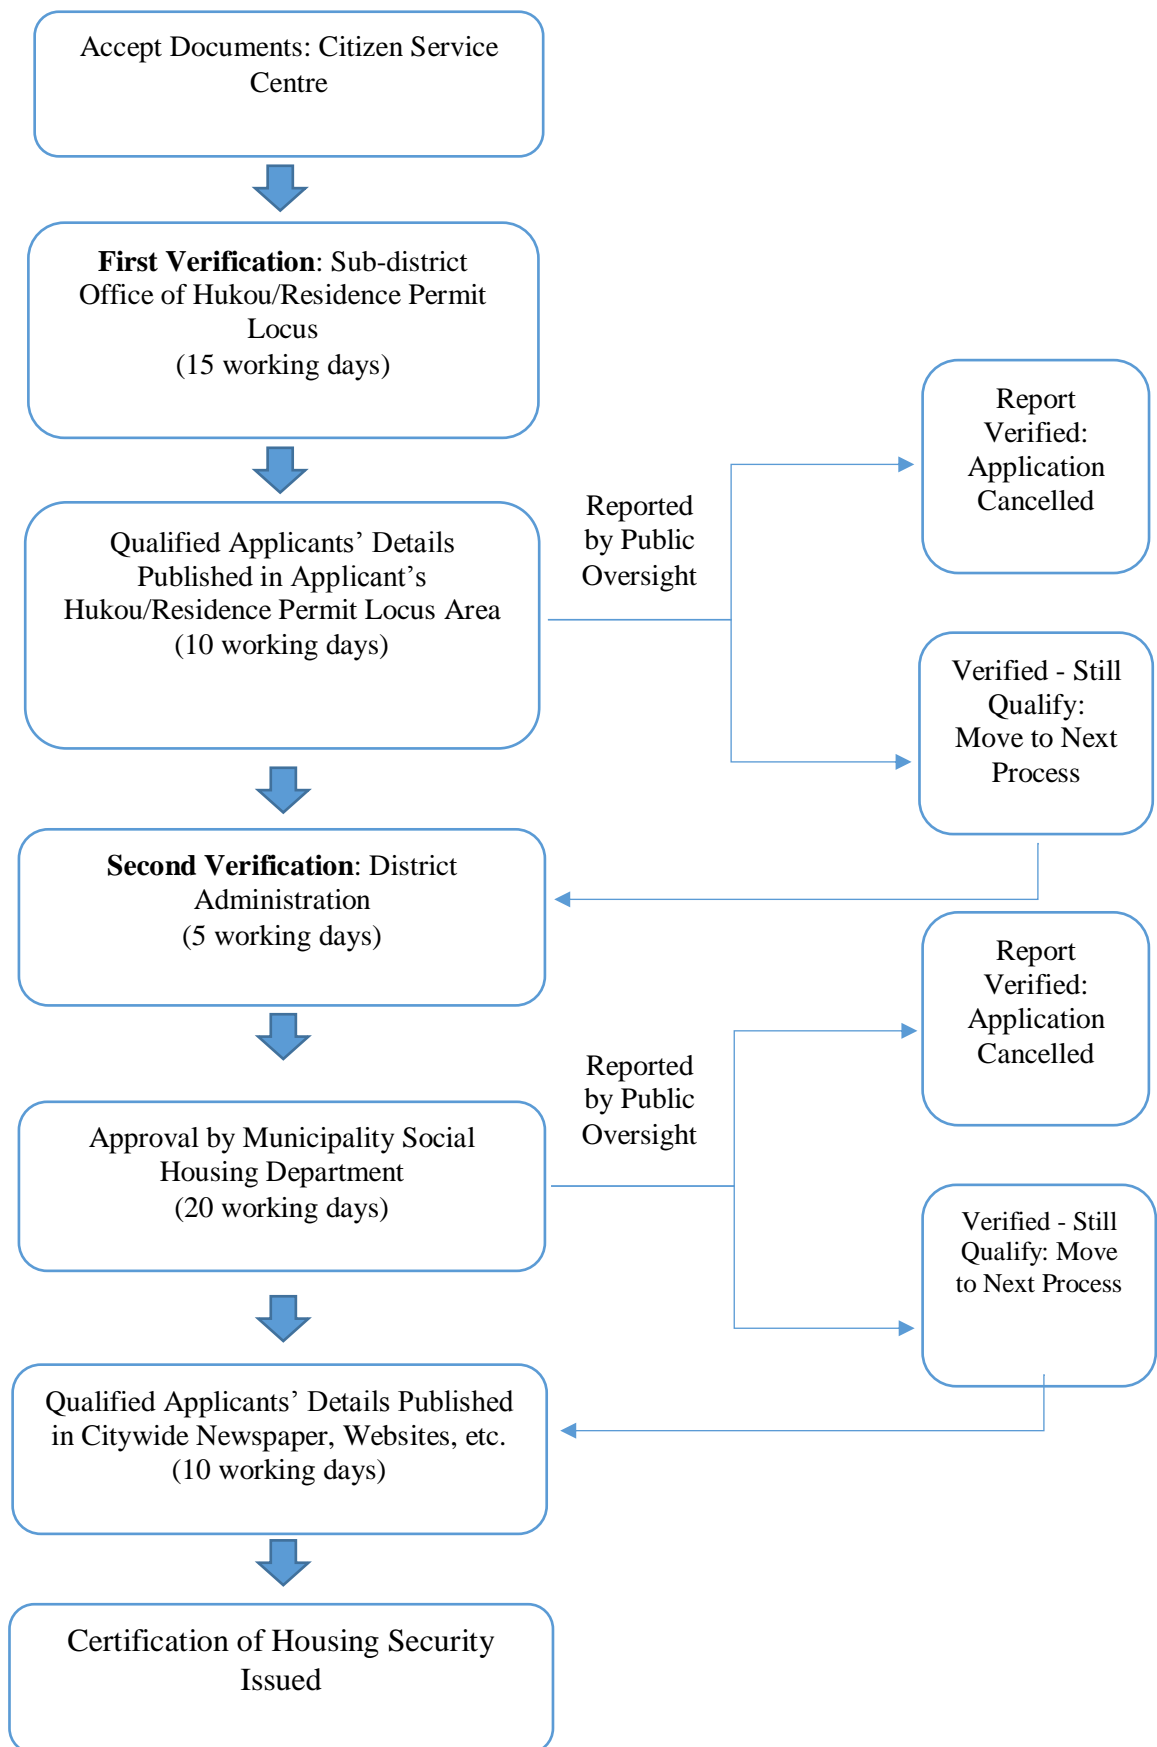 Accept Documents: Citizen Service
Centre
First Verification: Sub-district
Office of Hukou/Residence Permit
Locus
(15 working days)
Report
Verified:
Application
Cancelled
Reported
by Public
Oversight
Qualified Applicants’ Details
Published in Applicant’s
Hukou/Residence Permit Locus Area
(10 working days)
Verified - Still
Qualify:
Move to Next
Process
Second Verification: District
Administration
(5 working days)
Report
Verified:
Application
Cancelled
Reported
by Public
Oversight
Approval by Municipality Social
Housing Department
(20 working days)
Verified - Still
Qualify: Move
to Next Process
Qualified Applicants’ Details Published
in Citywide Newspaper, Websites, etc.
(10 working days)
Certification of Housing Security
Issued